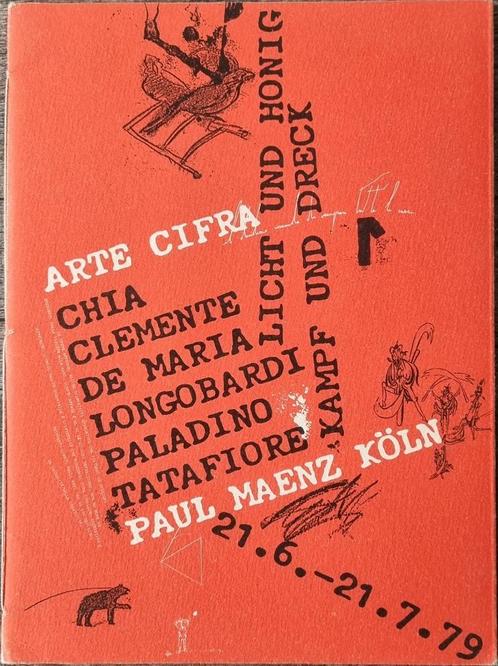 ARTE CIFRA
CHIA
CLEMENTE
DE MARIA
LONGOBARDI
PALADINO
TATAFIORE
LICHT UND HONIG
KAMPF UND DRECK
PAUL MAENZ KÖLN
21.6.-21.7.79
1